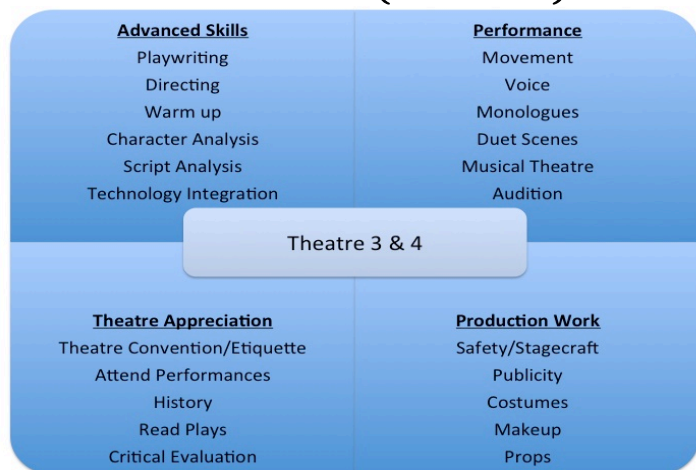 Advanced Skills
Playwriting
Directing
Warm up
Character Analysis
Script Analysis
Technology Integration
Performance
Movement
Voice
Monologues
Duet Scenes
Musical Theatre
Audition
Theatre 3 & 4
Theatre Appreciation
Theatre Convention/Etiquette
Attend Performances
History
Read Plays
Critical Evaluation
Production Work
Safety/Stagecraft
Publicity
Costumes
Makeup
Props